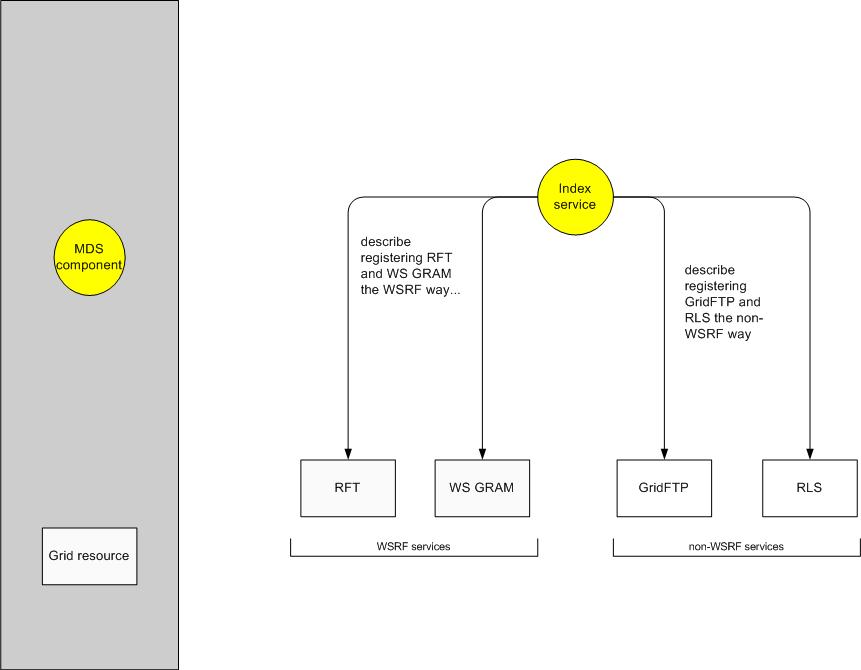 MDS
component
Grid resource
Index
service
describe
registering RFT
and WS GRAM
the WSRF way...
describe
registering
GridFTP and
RLS the non-
WSRF way
RFT
WS GRAM
GridFTP
RLS
WSRF services
non-WSRF services